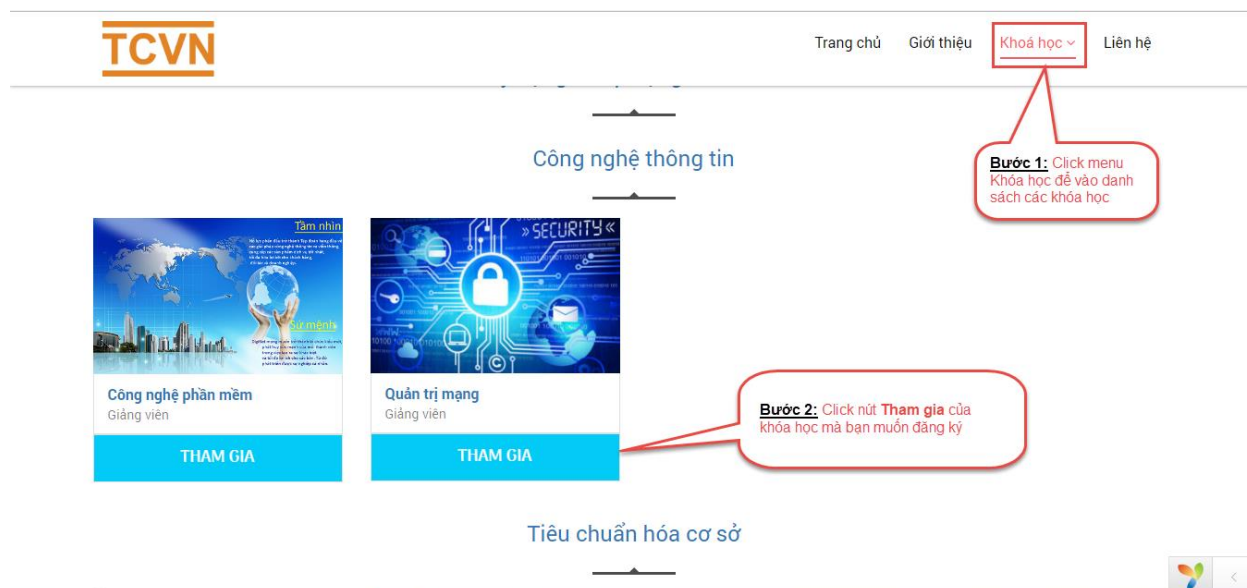 TCVN
Trang chủ Giới thiệu Khoá học Liên hệ
Công nghệ thông tin
Bước 1: Click menu
Khóa học để vào danh
sách các khóa học
Tầm nhìn
Sứ mệnh
» SECURITY «
Công nghệ phần mềm
Giảng viên
THAM GIA
Quản trị mạng
Giảng viên
THAM GIA
Bước 2: Click nút Tham gia của
khóa học mà bạn muốn đăng ký
Tiêu chuẩn hóa cơ sở